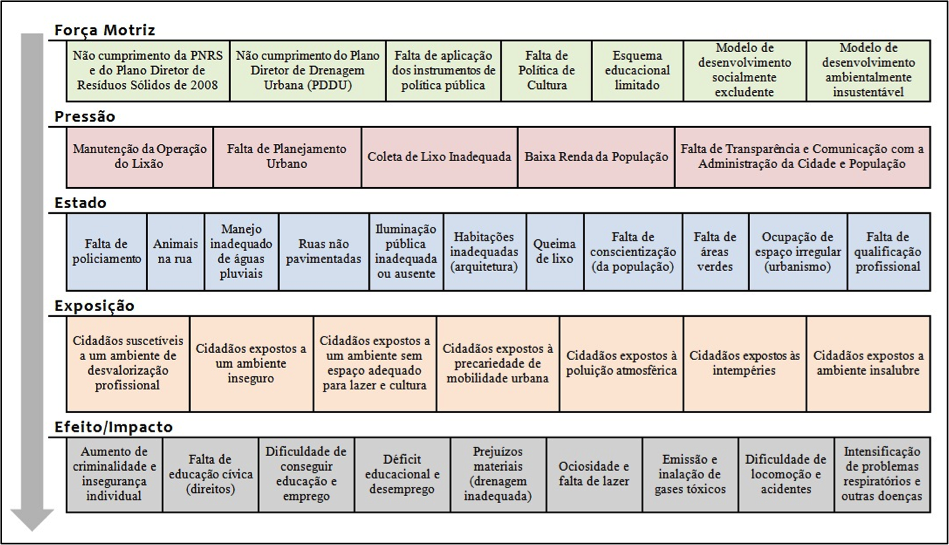 Força Motriz
Não cumprimento da PNRS
e do Plano Diretor de
Resíduos Sólidos de 2008
Não cumprimento do Plano
Diretor de Drenagem
Urbana (PDDU)
Falta de aplicação
dos instrumentos de
política pública
Falta de
Política de
Cultura
Esquema
educacional
limitado
Modelo de
desenvolvimento
socialmente
excludente
Modelo de
desenvolvimento
ambientalmente
insustentável
Pressão
Manutenção da Operação
do Lixão
Falta de Planejamento
Urbano
Coleta de Lixo Inadequada
Baixa Renda da População
Falta de Transparência e Comunicação com a
Administração da Cidade e População
Estado
Falta de
policiamento
Animais
na rua
Manejo
inadequado
de águas
pluviais
Ruas não
pavimentadas
Iluminação
pública
inadequada
ou ausente
Habitações
inadequadas
(arquitetura)
Queima
de lixo
Falta de
conscientização
(da população)
Falta de
áreas
verdes
Ocupação de
espaço irregular
(urbanismo)
Falta de
qualificação
profissional
Exposição
Cidadãos suscetíveis
a um ambiente de
desvalorização
profissional
Cidadãos expostos a
um ambiente
inseguro
Cidadãos expostos a
um ambiente sem
espaço adequado
para lazer e cultura
Cidadãos expostos à
precariedade de
mobilidade urbana
Cidadãos expostos à
poluição atmosférica
Cidadãos expostos às
intempéries
Cidadãos expostos a
ambiente insalubre
Efeito/Impacto
Aumento de
criminalidade e
insegurança
individual
Falta de
educação cívica
(direitos)
Dificuldade de
conseguir
educação e
emprego
Déficit
educacional e
desemprego
Prejuízos
materiais
(drenagem
inadequada)
Ociosidade e
falta de lazer
Emissão e
inalação de
gases tóxicos
Dificuldade de
locomoção e
acidentes
Intensificação
de problemas
respiratórios e
outras doenças